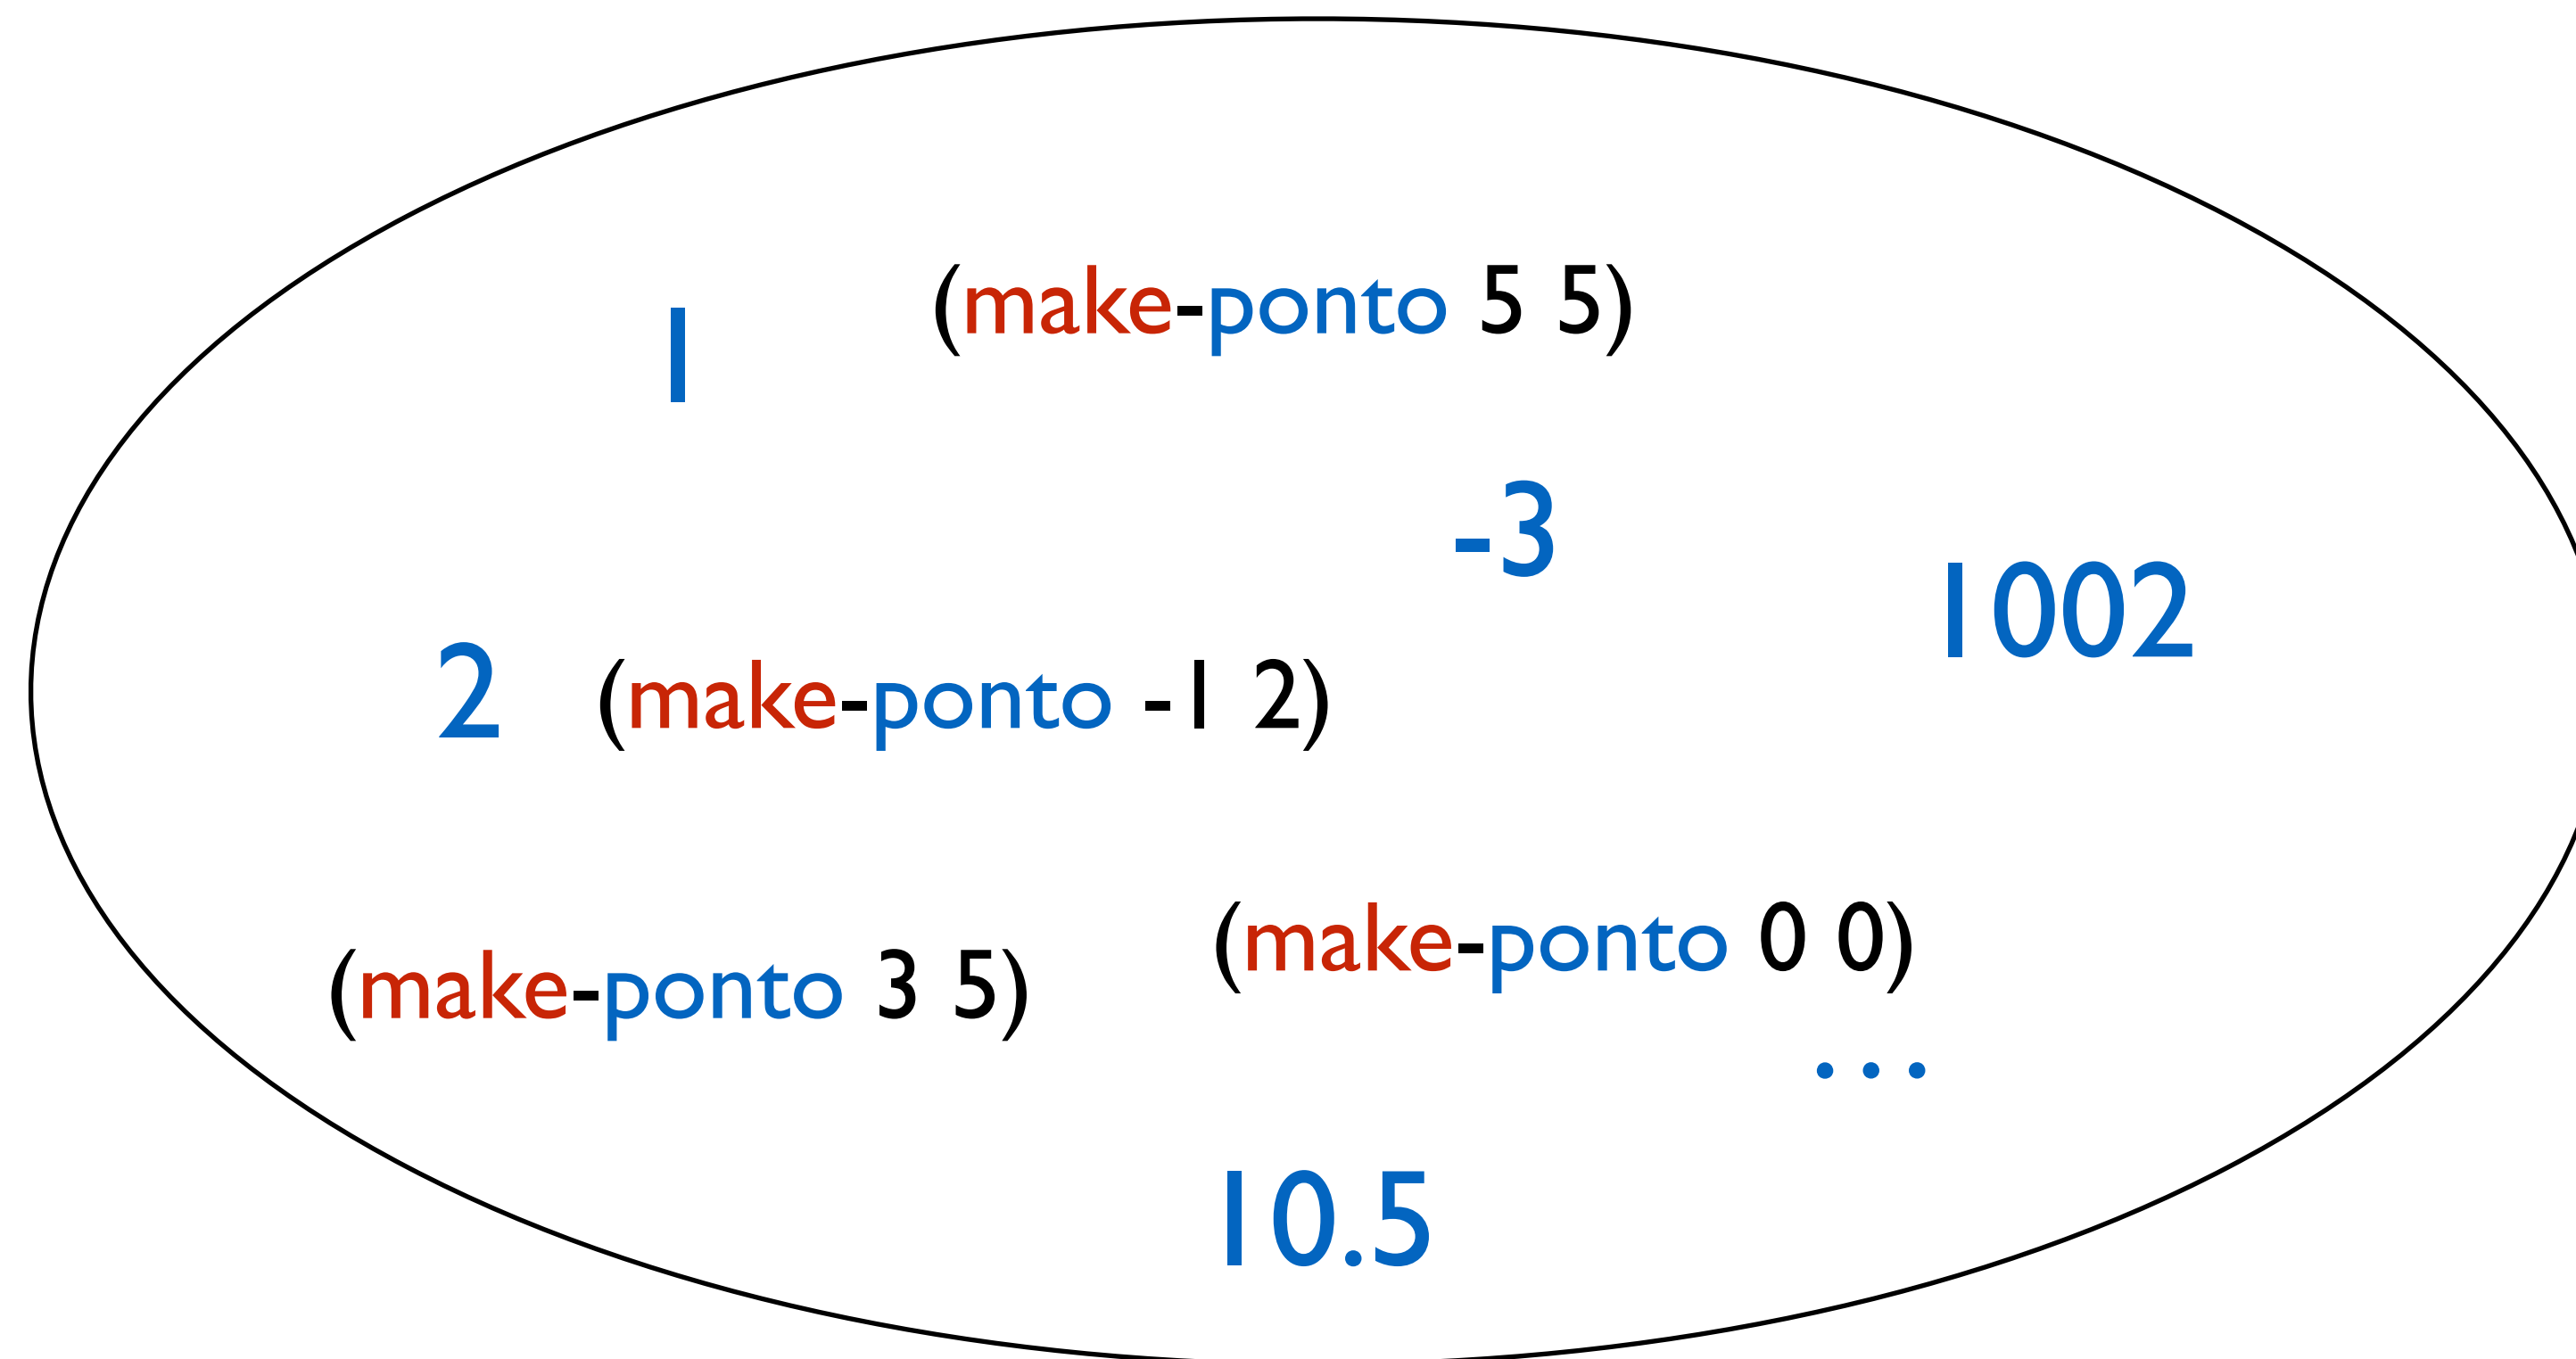 (make-ponto 5 5)
1
-3
1002
2 (make-ponto -1 2)
(make-ponto 0 0)
(make-ponto 3 5)
...
10.5